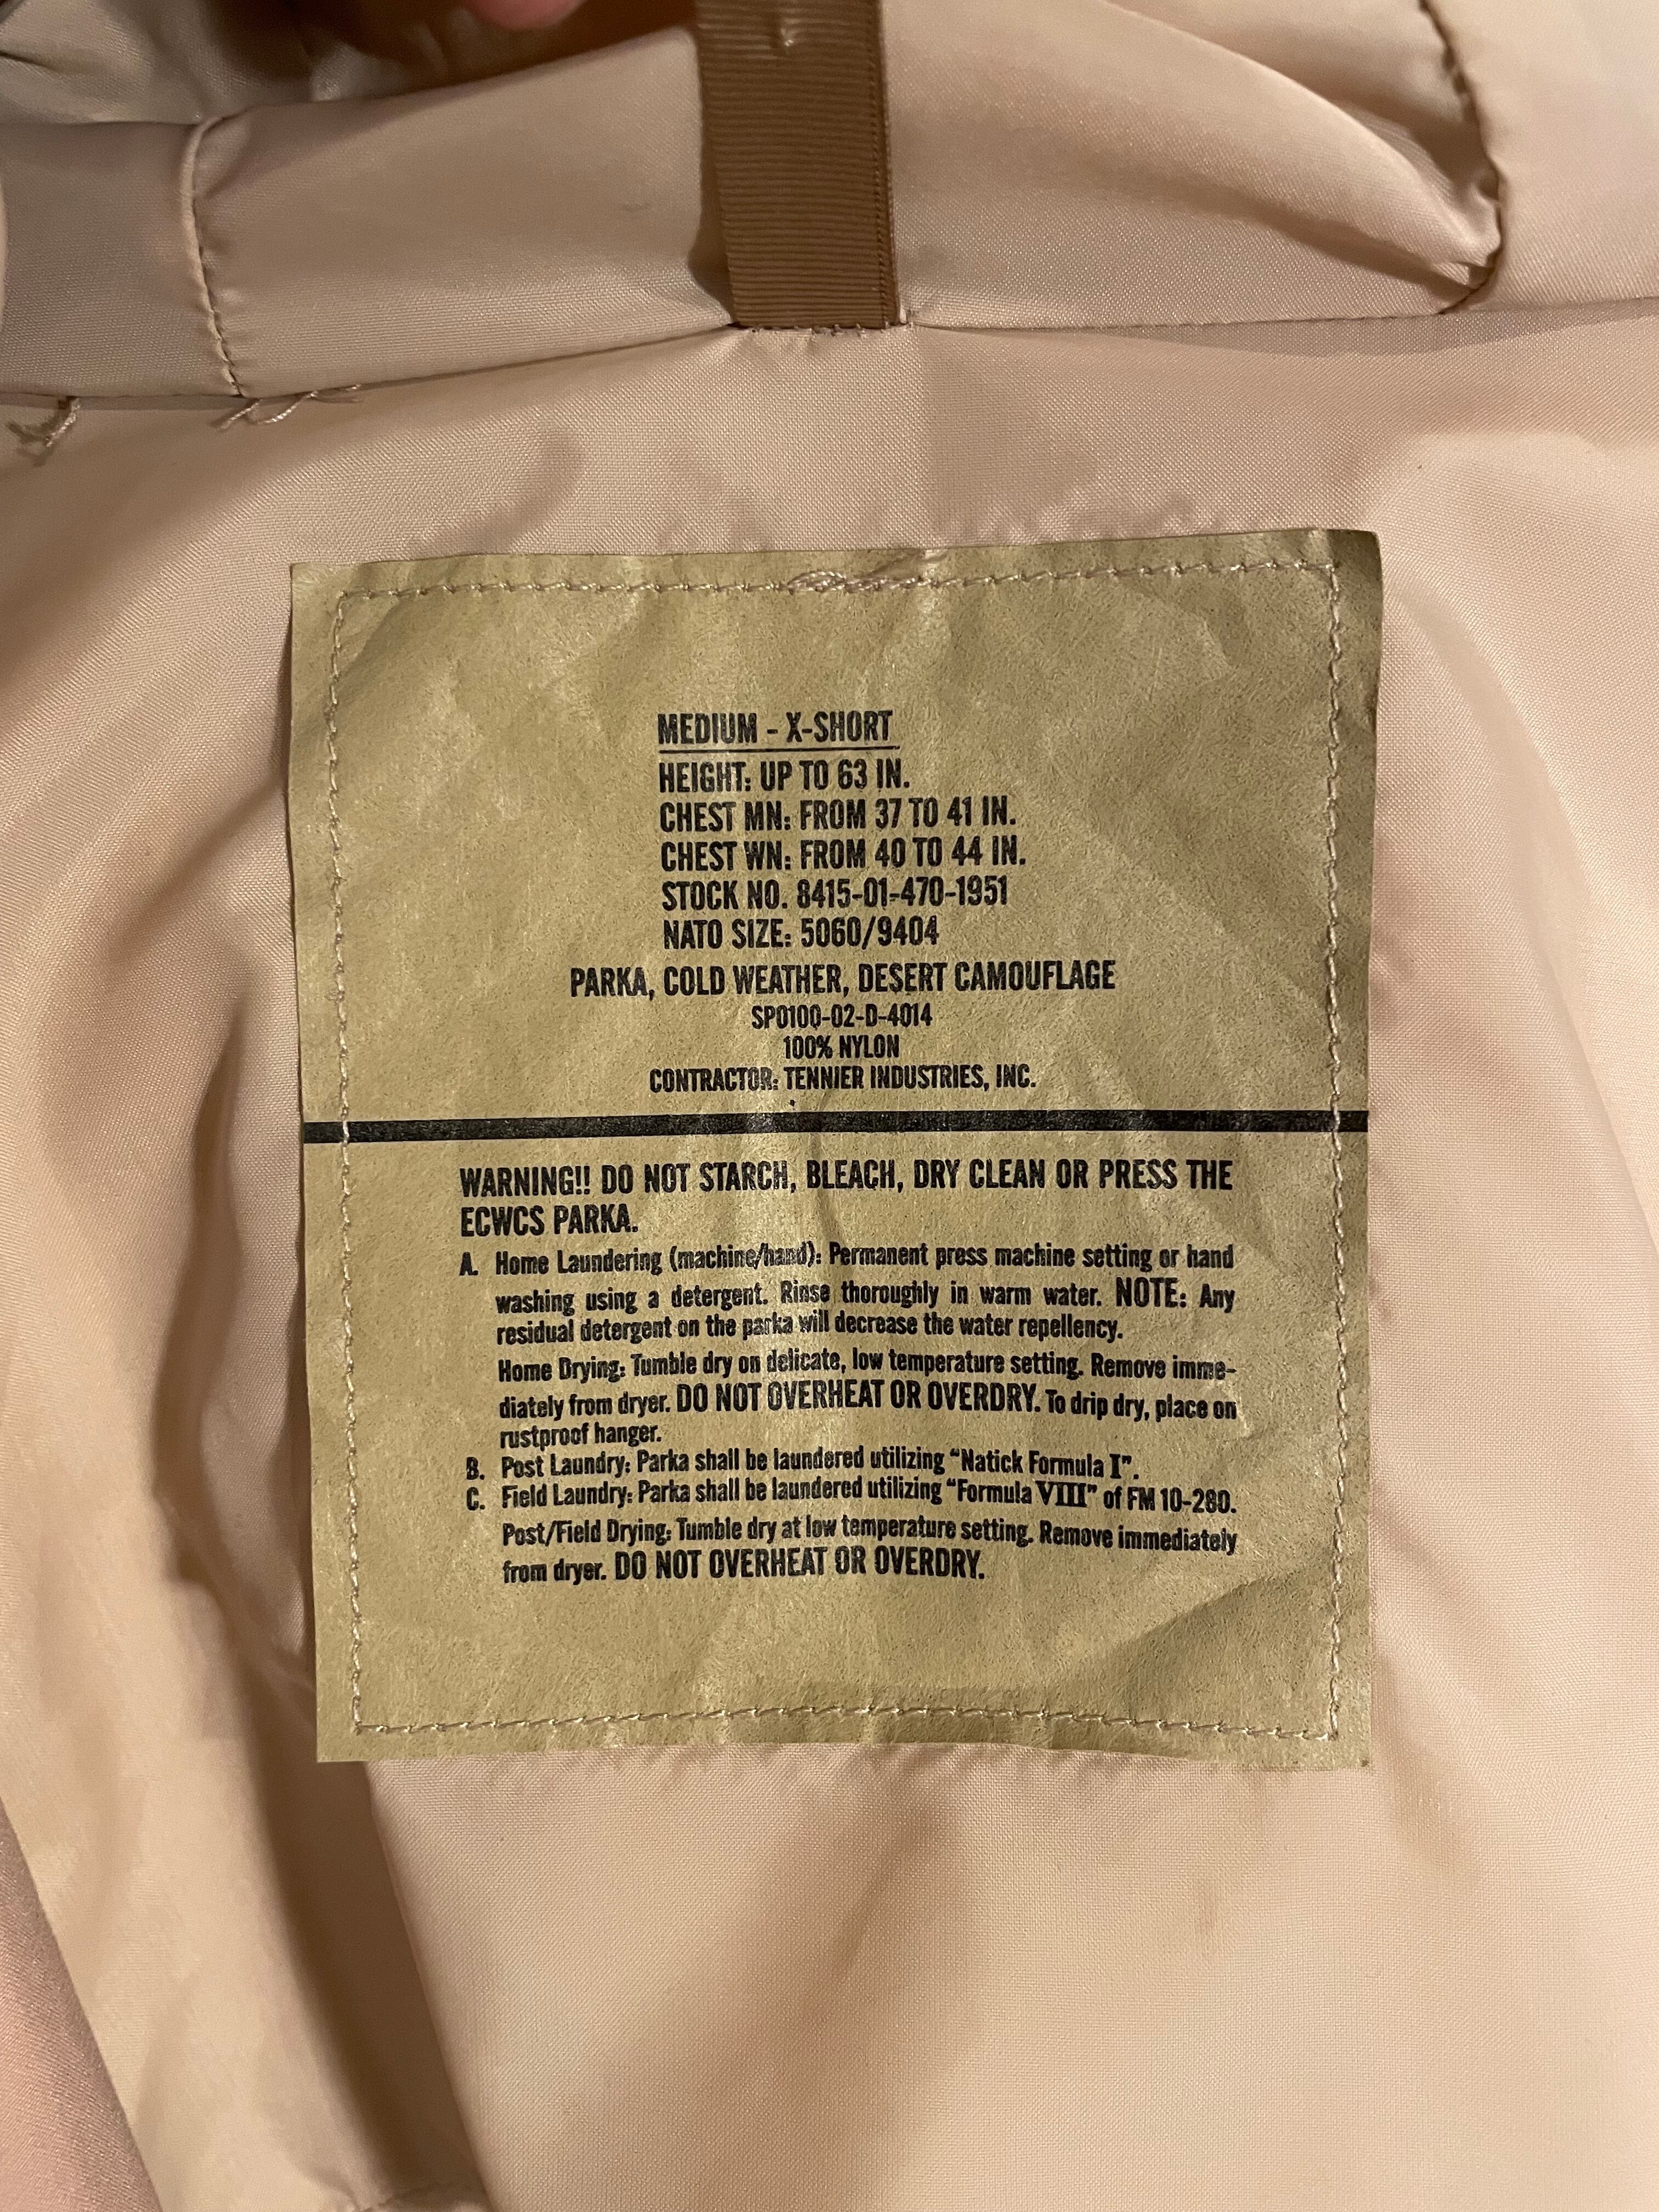 MEDIUM - X-SHORT
HEIGHT: UP TO 63 IN.
CHEST MN: FROM 37 TO 41 IN.
CHEST WN: FROM 40 TO 44 IN.
STOCK NO. 8415-01-470-1951
NATO SIZE: 5060/9404
PARKA, COLD WEATHER, DESERT CAMOUFLAGE
SPO100-02-D-4014
100% NYLON
CONTRACTOR: TENNIER INDUSTRIES, INC.
WARNING!! DO NOT STARCH, BLEACH, DRY CLEAN OR PRESS THE
ECWCS PARKA.
A. Home Laundering (machine/hand): Permanent press machine setting or hand
washing using a detergent. Rinse thoroughly in warm water. NOTE: Any
residual detergent on the parka will decrease the water repellency.
Home Drying: Tumble dry on delicate, low temperature setting. Remove imme-
diately from dryer. DO NOT OVERHEAT OR OVERDRY. To drip dry, place on
rustproof hanger.
B. Post Laundry: Parka shall be laundered utilizing "Natick Formula I".
C. Field Laundry: Parka shall be laundered utilizing "Formula VIII" of FM 10-280.
Post/Field Drying: Tumble dry at low temperature setting. Remove immediately
from dryer. DO NOT OVERHEAT OR OVERDRY.